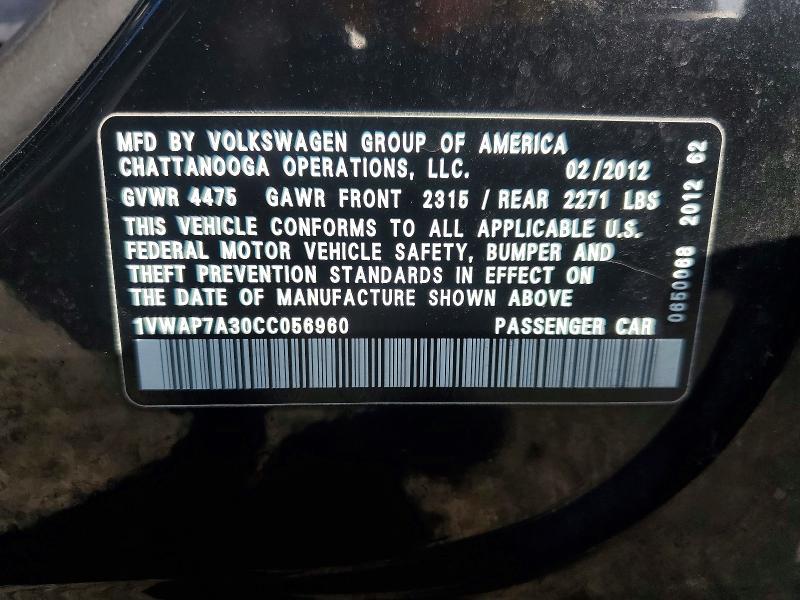 MFD BY VOLKSWAGEN GROUP OF AMERICA
CHATTANOOGA OPERATIONS, LLC. 02/2012
GVWR 4475 GAWR FRONT 2315 / REAR 2271 LBS
THIS VEHICLE CONFORMS TO ALL APPLICABLE U.S.
FEDERAL MOTOR VEHICLE SAFETY, BUMPER AND
THEFT PREVENTION STANDARDS IN EFFECT ON
THE DATE OF MANUFACTURE SHOWN ABOVE
1VWAP7A30CC056960 PASSENGER CAR
0650068 2012 62